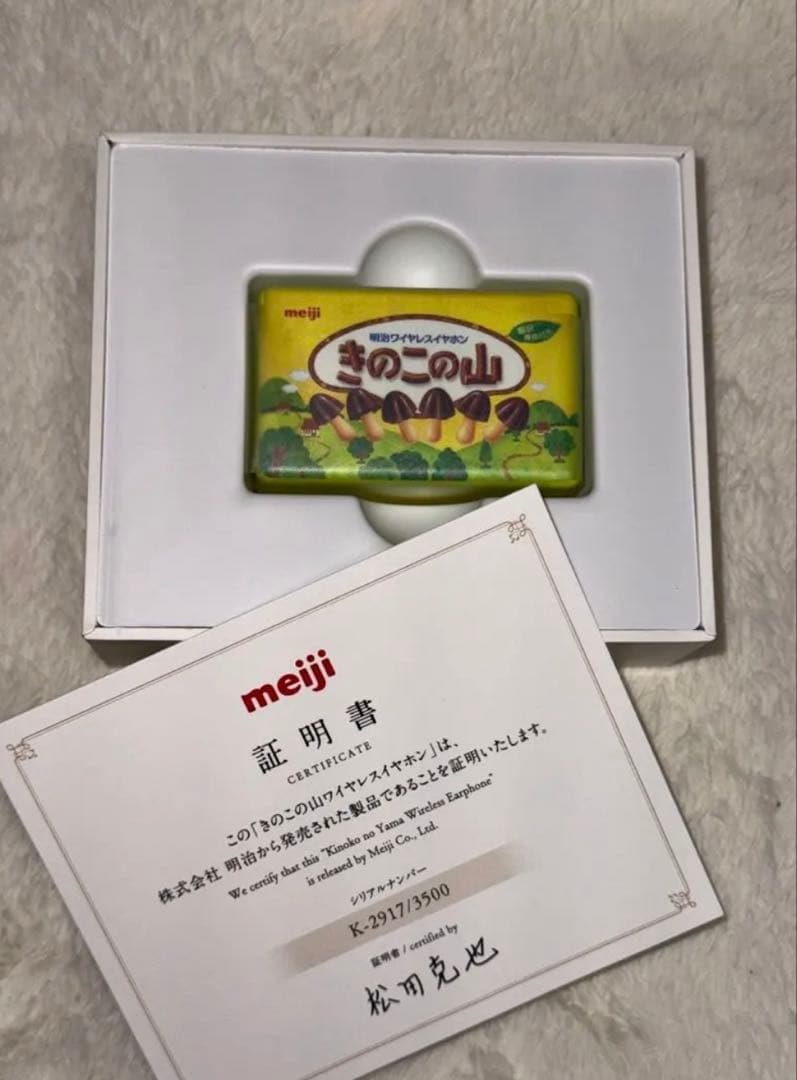 meiji
明治ワイヤレスイヤホン
きのこの山
meiji
証明書
CERTIFICATE
この「きのこの山ワイヤレスイヤホン」は、
株式会社 明治から発売された製品であることを証明いたします。
We certify that this "Kinoko no Yama Wireless Earphone"
is released by Meiji Co., Ltd.
シリアルナンバー
K-2917/3500
証明者 / certified by
松田克也